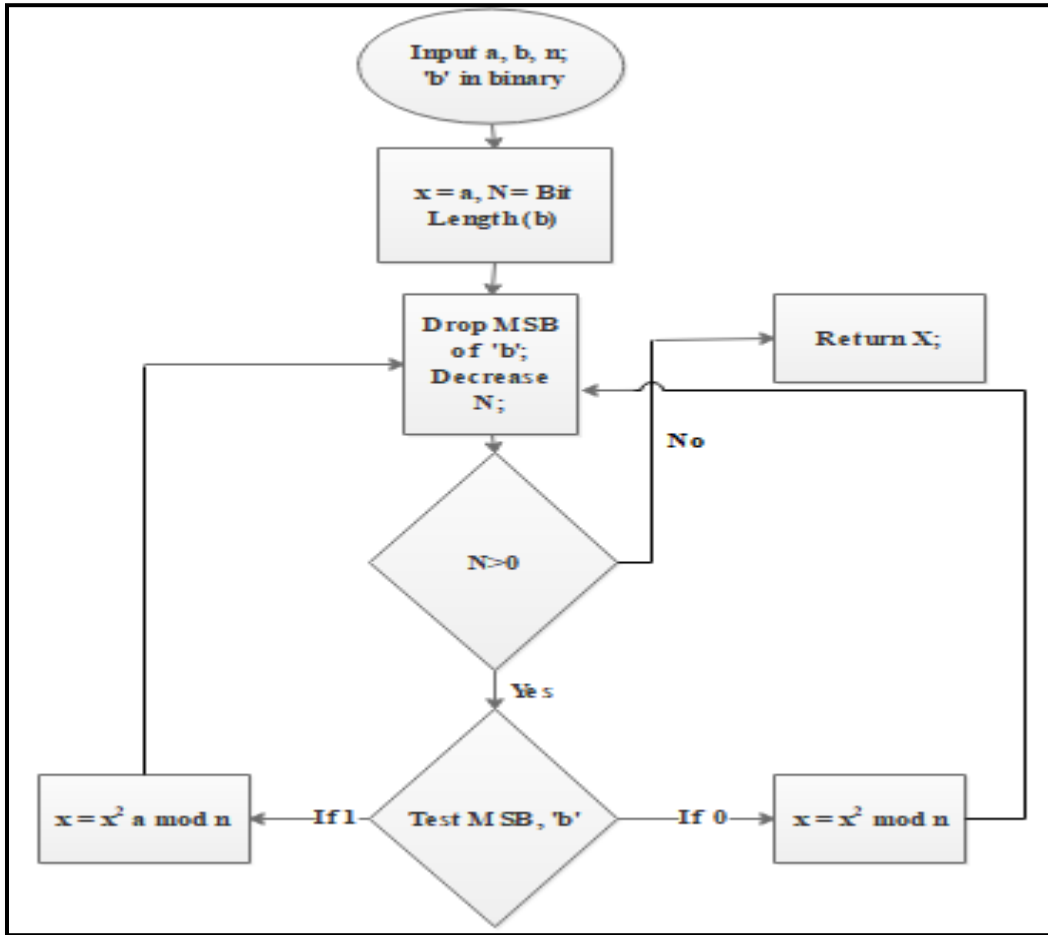 Input a, b, n;
'b' in binary
x = a, N= Bit
Length(b)
Drop MSB
of 'b';
Decrease
N;
Return X;
No
N>0
Yes
x = x² a mod n
If 1
Test MSB, 'b'
If 0
x = x² mod n